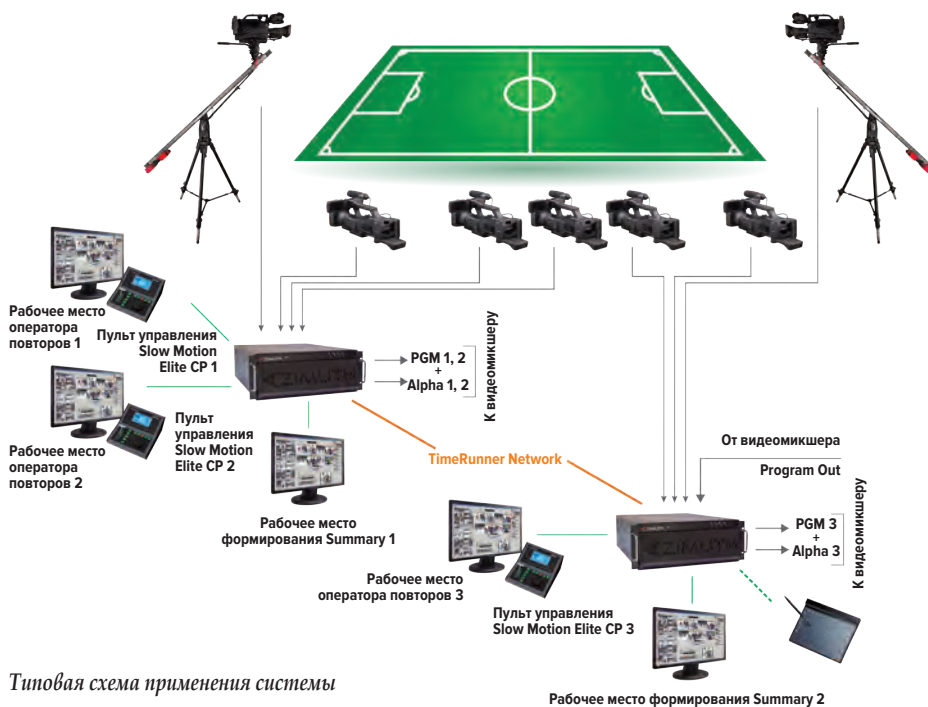 Рабочее место
оператора
повторов 1
Пульт управления
Slow Motion
Elite CP 1
PGM 1, 2
+
Alpha 1, 2
К видеомикшеру
Рабочее место
оператора
повторов 2
Пульт
управления
Slow Motion
Elite CP 2
TimeRunner Network
От видеомикшера
Program Out
Рабочее место
формирования Summary 1
PGM 3
+
Alpha 3
К видеомикшеру
Рабочее место
оператора повторов 3
Пульт управления
Slow Motion Elite CP 3
Рабочее место формирования Summary 2
Типовая схема применения системы